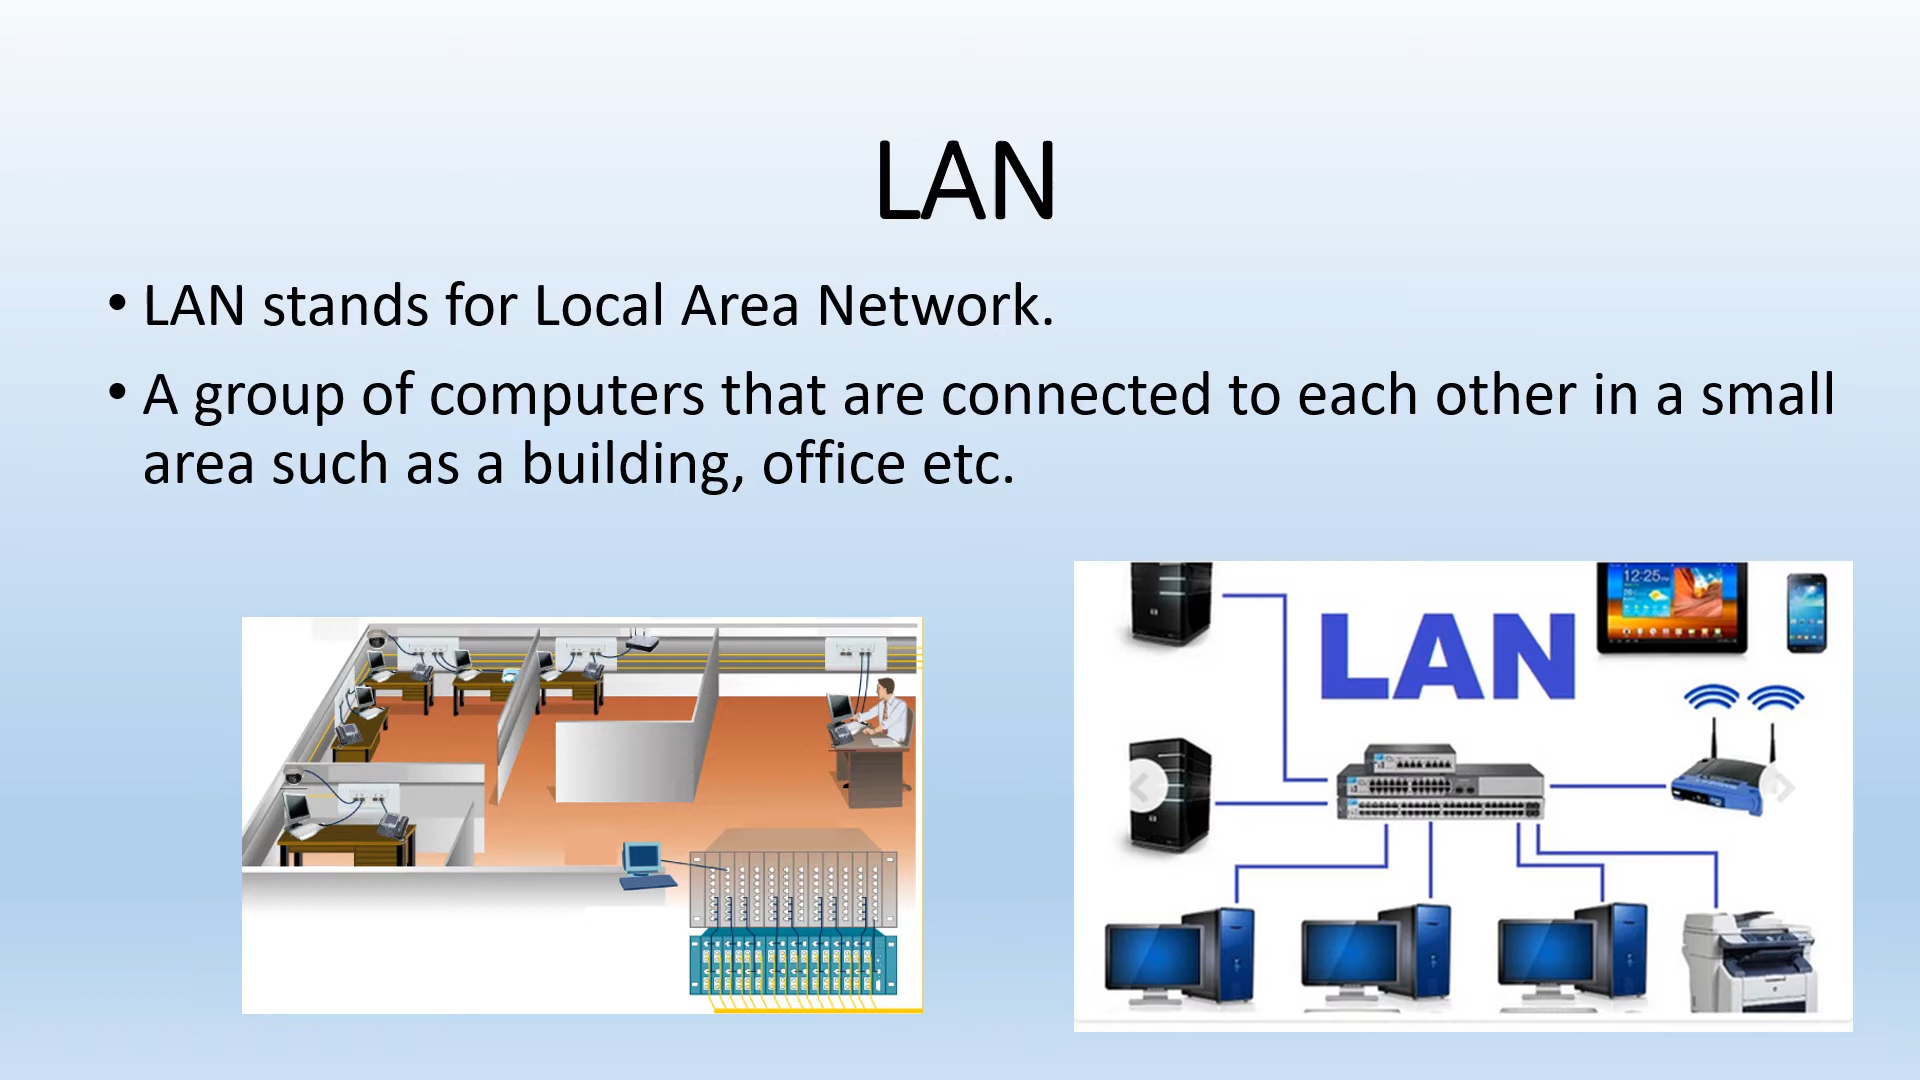 LAN
• LAN stands for Local Area Network.
• A group of computers that are connected to each other in a small
area such as a building, office etc.
12:25
LAN